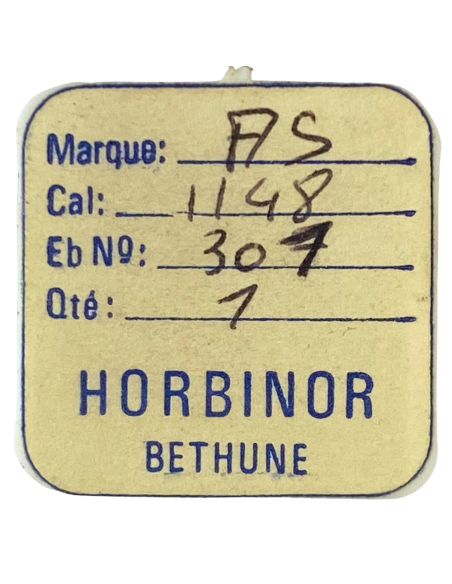 Marque: AS
Cal: 1148
Eb Nº: 307
Qté: 1
HORBINOR
BETHUNE